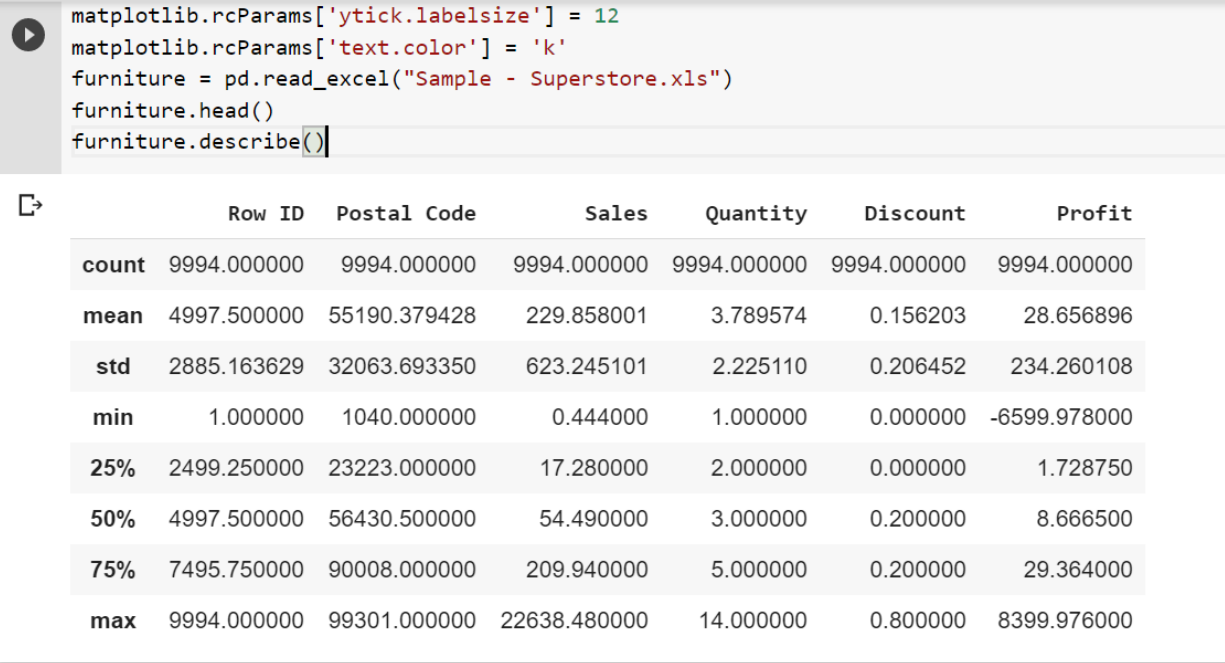 matplotlib.rcParams['ytick.labelsize'] = 12
matplotlib.rcParams['text.color'] = 'k'
furniture = pd.read_excel("Sample - Superstore.xls")
furniture.head()
furniture.describe()
Row ID Postal Code Sales Quantity Discount Profit
count 9994.000000 9994.000000 9994.000000 9994.000000 9994.000000 9994.000000
mean 4997.500000 55190.379428 229.858001 3.789574 0.156203 28.656896
std 2885.163629 32063.693350 623.245101 2.225110 0.206452 234.260108
min 1.000000 1040.000000 0.444000 1.000000 0.000000 -6599.978000
25% 2499.250000 23223.000000 17.280000 2.000000 0.000000 1.728750
50% 4997.500000 56430.500000 54.490000 3.000000 0.200000 8.666500
75% 7495.750000 90008.000000 209.940000 5.000000 0.200000 29.364000
max 9994.000000 99301.000000 22638.480000 14.000000 0.800000 8399.976000